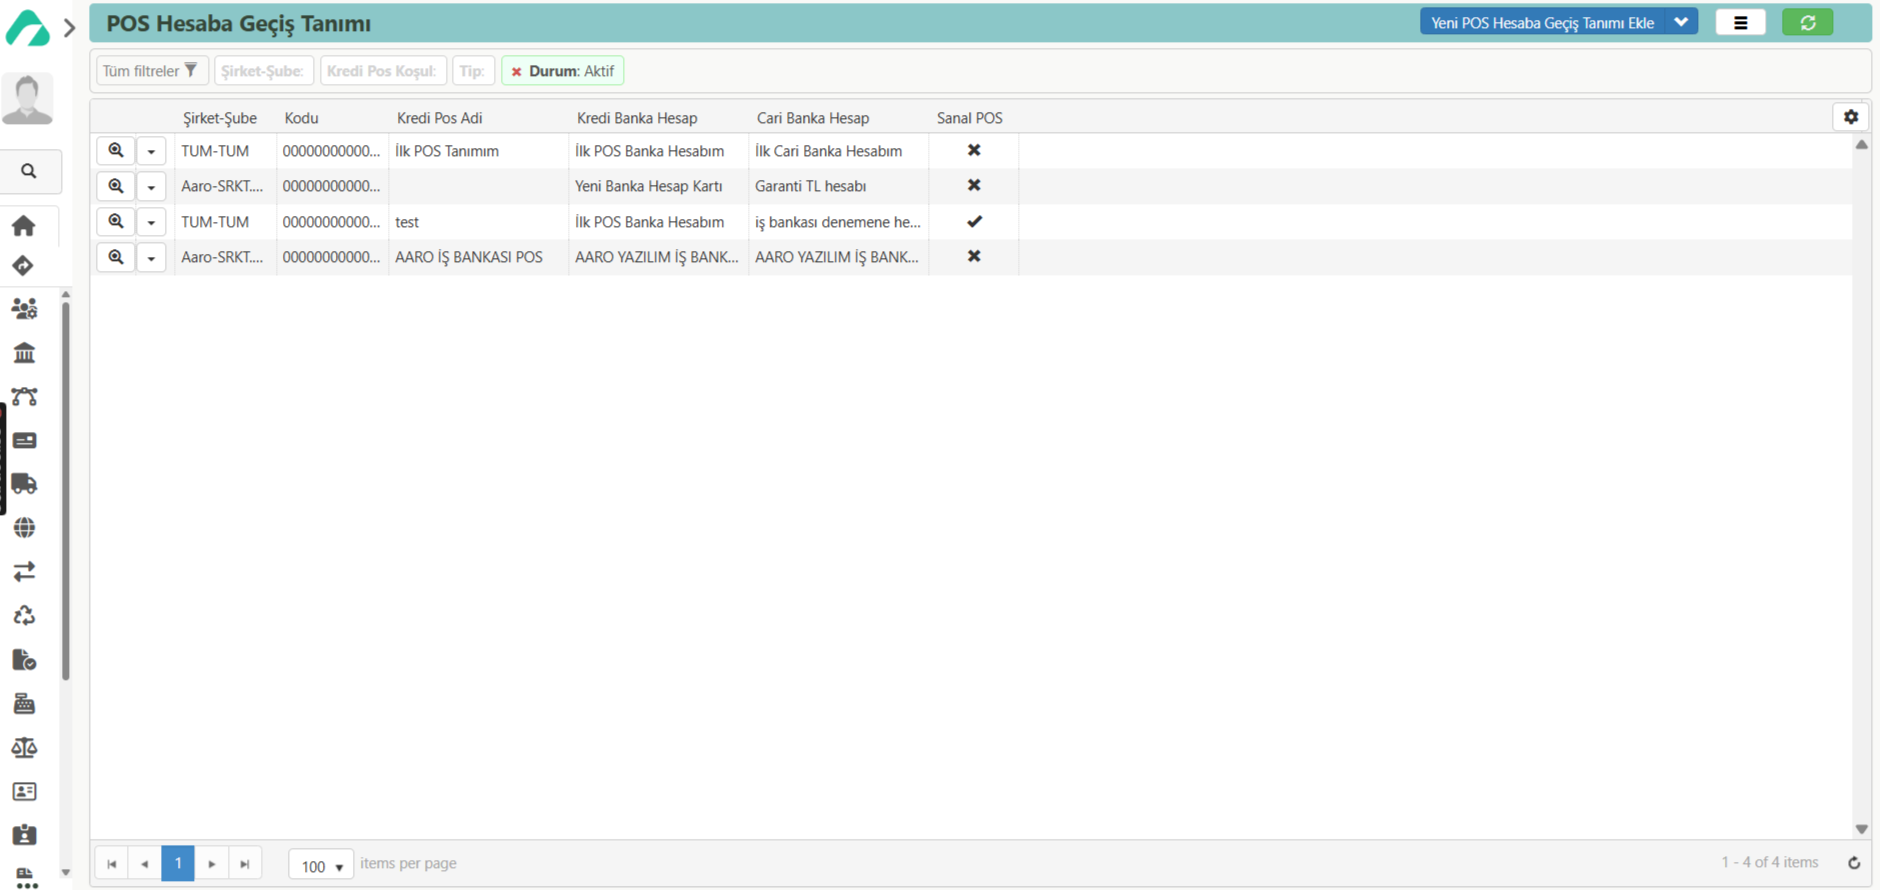 POS Hesaba Geçiş Tanımı
Yeni POS Hesaba Geçiş Tanımı Ekle
Tüm filtreler Şirket-Şube: Kredi Pos Koşul: Tip: Durum: Aktif
Şirket-Şube Kodu Kredi Pos Adi Kredi Banka Hesap Cari Banka Hesap Sanal POS
TUM-TUM 00000000000... İlk POS Tanımım İlk POS Banka Hesabım İlk Cari Banka Hesabım
Aaro-SRKT.... 00000000000... Yeni Banka Hesap Kartı Garanti TL hesabı
TUM-TUM 00000000000... test İlk POS Banka Hesabım iş bankası denemene he...
Aaro-SRKT.... 00000000000... AARO İŞ BANKASI POS AARO YAZILIM İŞ BANK... AARO YAZILIM İŞ BANK...
1 100 items per page 1 - 4 of 4 items